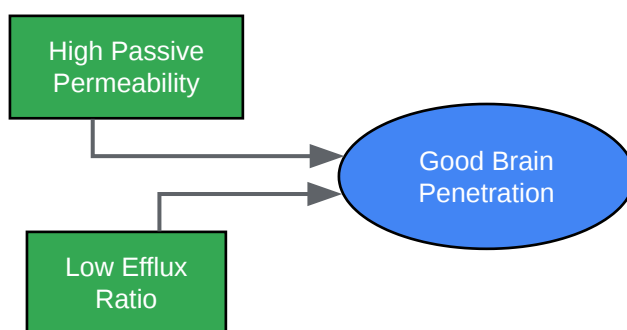 High Passive
Permeability
Good Brain
Penetration
Low Efflux
Ratio